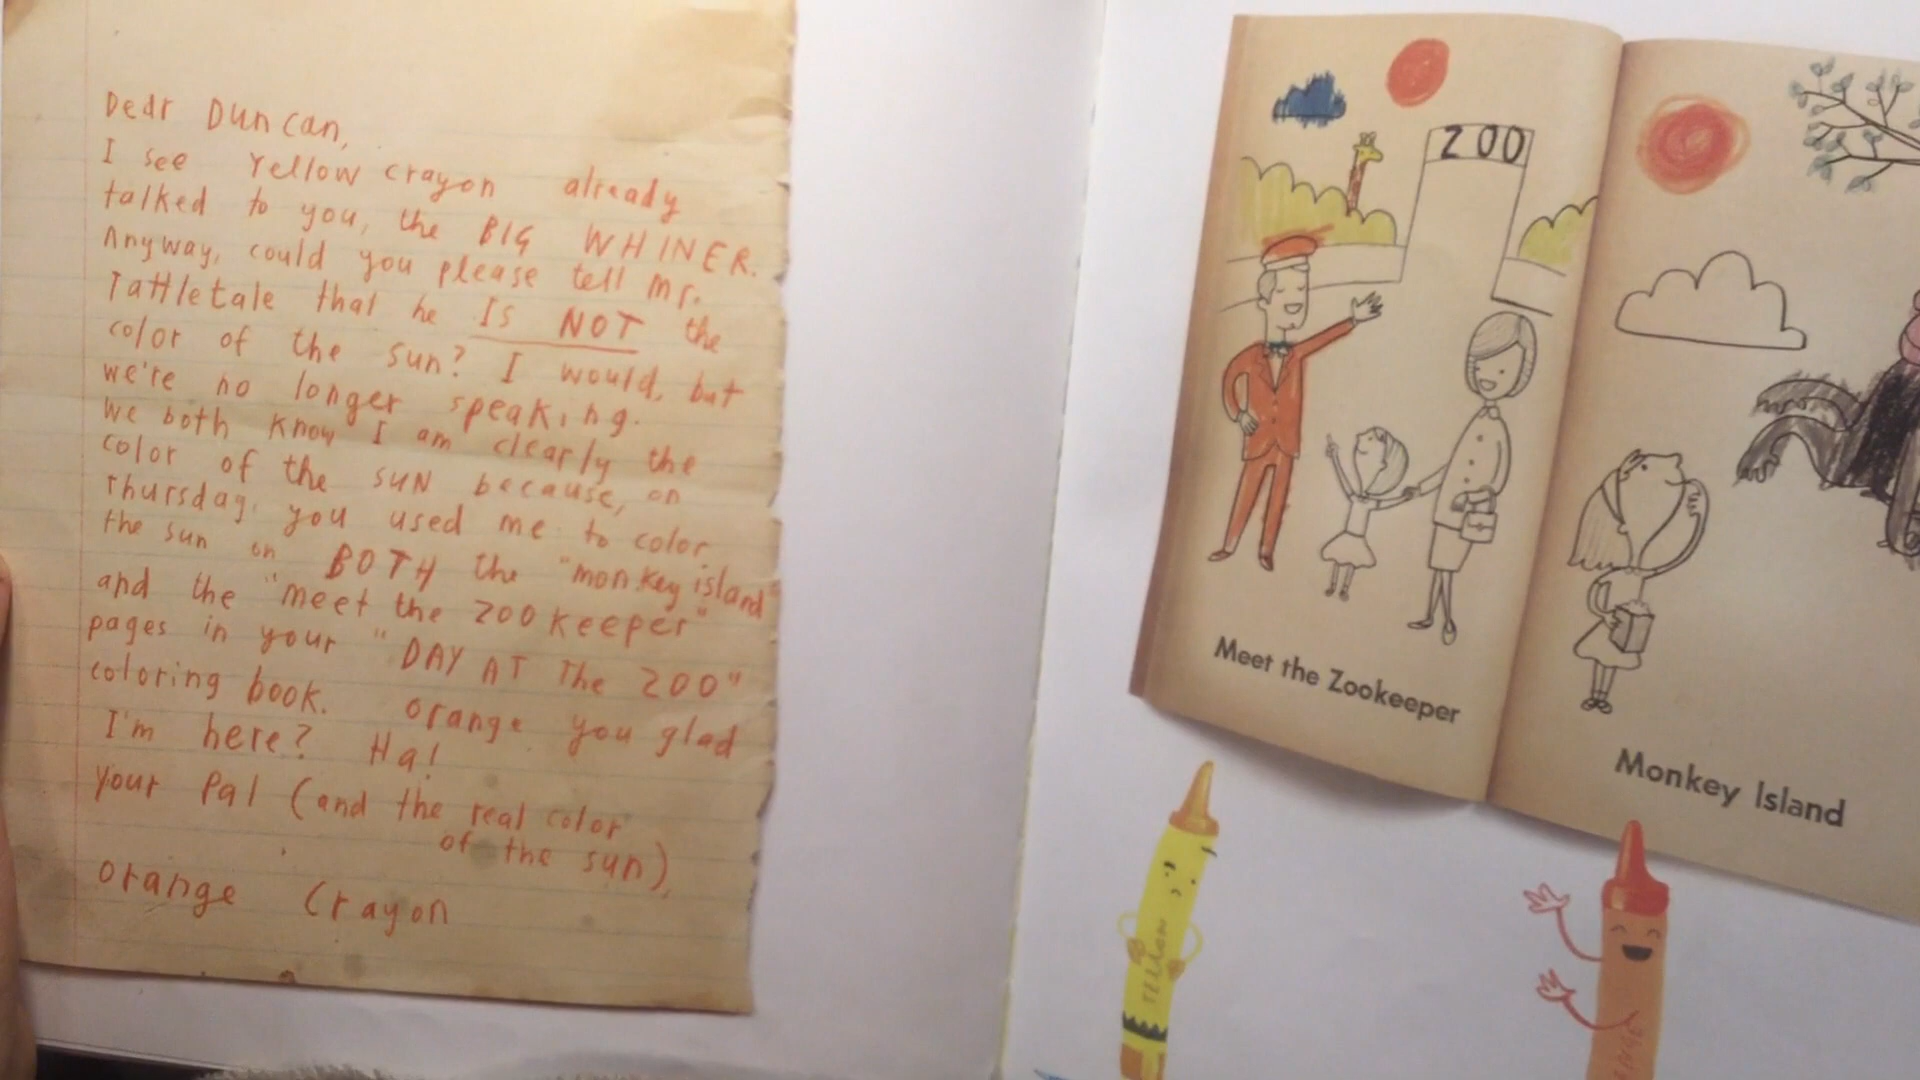 Dear Duncan,
I see Yellow crayon already
talked to you, the BIG WHINER.
Anyway, could you please tell Mr.
Tattletale that he IS NOT the
color of the sun? I would, but
we're no longer speaking.
We both know I am clearly the
color of the SUN because, on
Thursday, you used me to color
the sun on BOTH the "monkey island"
and the "meet the zoo keeper"
pages in your "DAY AT The ZOO"
coloring book. Orange you glad
I'm here? Ha!
Your Pal (and the real color
of the sun),
Orange Crayon
ZOO
Meet the Zookeeper
Monkey Island
YELLOW